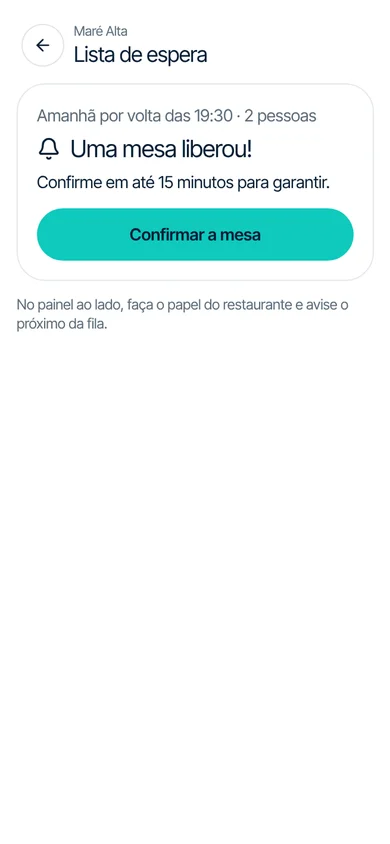 Maré Alta
Lista de espera
Amanhã por volta das 19:30 · 2 pessoas
Uma mesa liberou!
Confirme em até 15 minutos para garantir.
Confirmar a mesa
No painel ao lado, faça o papel do restaurante e avise o
próximo da fila.